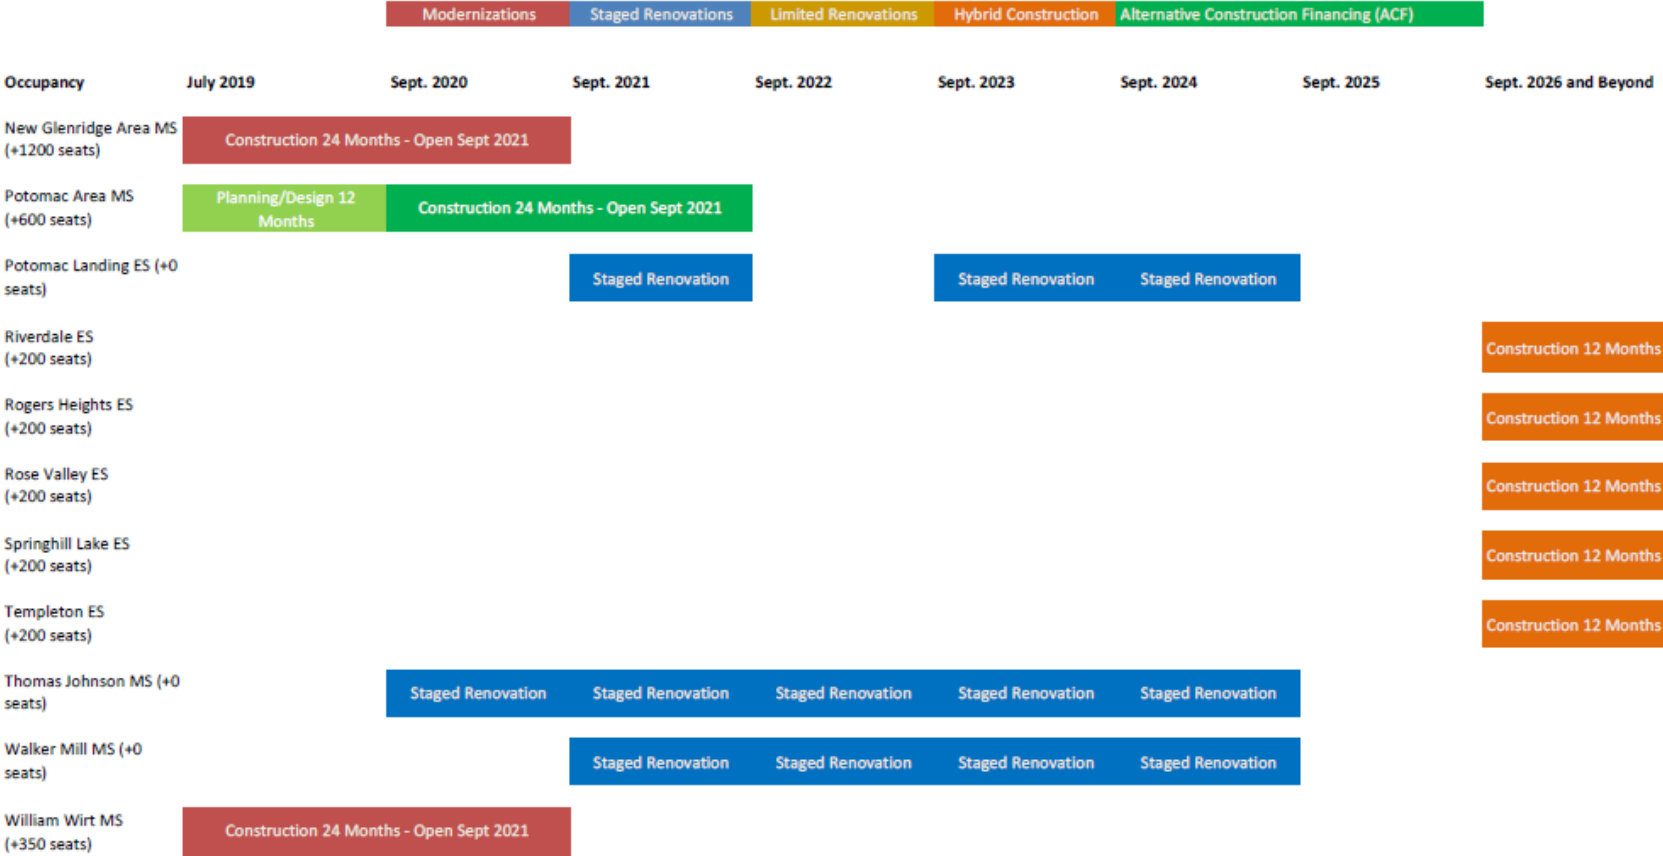 Modernizations Staged Renovations Limited Renovations Hybrid Construction Alternative Construction Financing (ACF)
Occupancy July 2019 Sept. 2020 Sept. 2021 Sept. 2022 Sept. 2023 Sept. 2024 Sept. 2025 Sept. 2026 and Beyond
New Glenridge Area MS
(+1200 seats)
Construction 24 Months - Open Sept 2021
Potomac Area MS
(+600 seats)
Planning/Design 12
Months
Construction 24 Months - Open Sept 2021
Potomac Landing ES (+0
seats)
Staged Renovation Staged Renovation Staged Renovation
Riverdale ES
(+200 seats)
Construction 12 Months
Rogers Heights ES
(+200 seats)
Construction 12 Months
Rose Valley ES
(+200 seats)
Construction 12 Months
Springhill Lake ES
(+200 seats)
Construction 12 Months
Templeton ES
(+200 seats)
Construction 12 Months
Thomas Johnson MS (+0
seats)
Staged Renovation Staged Renovation Staged Renovation Staged Renovation Staged Renovation
Walker Mill MS (+0
seats)
Staged Renovation Staged Renovation Staged Renovation Staged Renovation
William Wirt MS
(+350 seats)
Construction 24 Months - Open Sept 2021